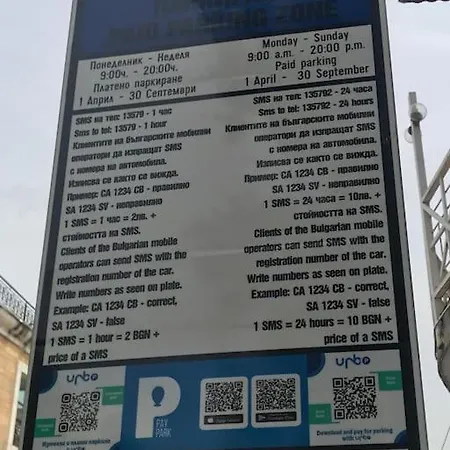 PAID PARKING ZONE
Понеделник - Неделя
9:00ч. - 20:00ч.
Платено паркиране
1 Април - 30 Септември
Monday - Sunday
9:00 a.m. - 20:00 p.m.
Paid parking
1 April - 30 September
SMS на тел: 13579 - 1 час
Sms to tel: 13579 - 1 hour
Клиентите на българските мобилни
оператори да изпращат SMS
с номера на автомобила.
Изписва се както се вижда.
Пример: CA 1234 CB - правилно
SA 1234 SV - неправилно
1 SMS = 1 час = 2лв. +
стойността на SMS.
Clients of the Bulgarian mobile
operators can send SMS with the
registration number of the car.
Write numbers as seen on plate.
Example: CA 1234 CB - correct,
SA 1234 SV - false
1 SMS = 1 hour = 2 BGN +
price of a SMS
SMS на тел: 135792 - 24 часа
Sms to tel: 135792 - 24 hours
Клиентите на българските мобилни
оператори да изпращат SMS
с номера на автомобила.
Изписва се както се вижда.
Пример: CA 1234 CB - правилно
SA 1234 SV - неправилно
1 SMS = 24 часа = 10лв. +
стойността на SMS.
Clients of the Bulgarian mobile
operators can send SMS with the
registration number of the car.
Write numbers as seen on plate.
Example: CA 1234 CB - correct,
SA 1234 SV - false
1 SMS = 24 hours = 10 BGN +
price of a SMS
urbo
P
PAY
PARK
urbo
Download and pay for parking
with urbo